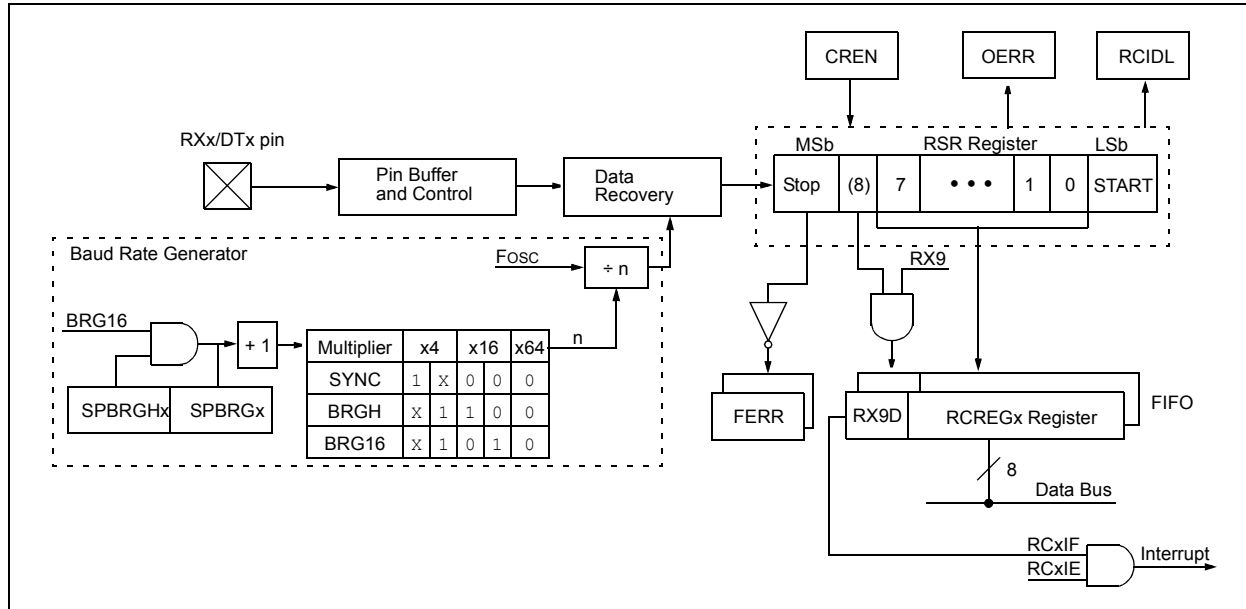 CREN
OERR
RCIDL
RXx/DTx pin
MSb RSR Register LSb
Pin Buffer
and Control
Data
Recovery
Stop (8) 7 • • • 1 0 START
Baud Rate Generator
FOSC
÷ n
RX9
BRG16
+ 1
n
Multiplier x4 x16 x64
SYNC 1 X 0 0 0
BRGH X 1 1 0 0
BRG16 X 1 0 1 0
SPBRGHx SPBRGx
FERR
RX9D RCREGx Register
FIFO
8
Data Bus
RCxIF
RCxIE
Interrupt